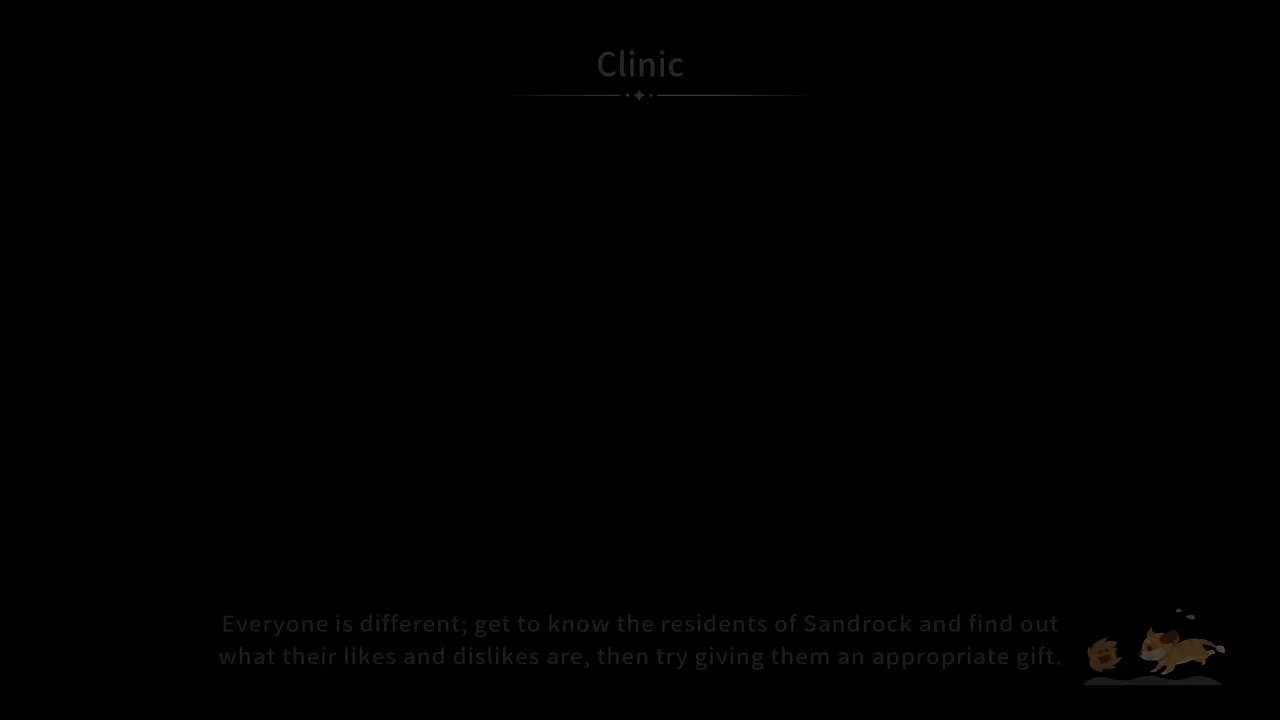 Clinic
Everyone is different; get to know the residents of Sandrock and find out
what their likes and dislikes are, then try giving them an appropriate gift.